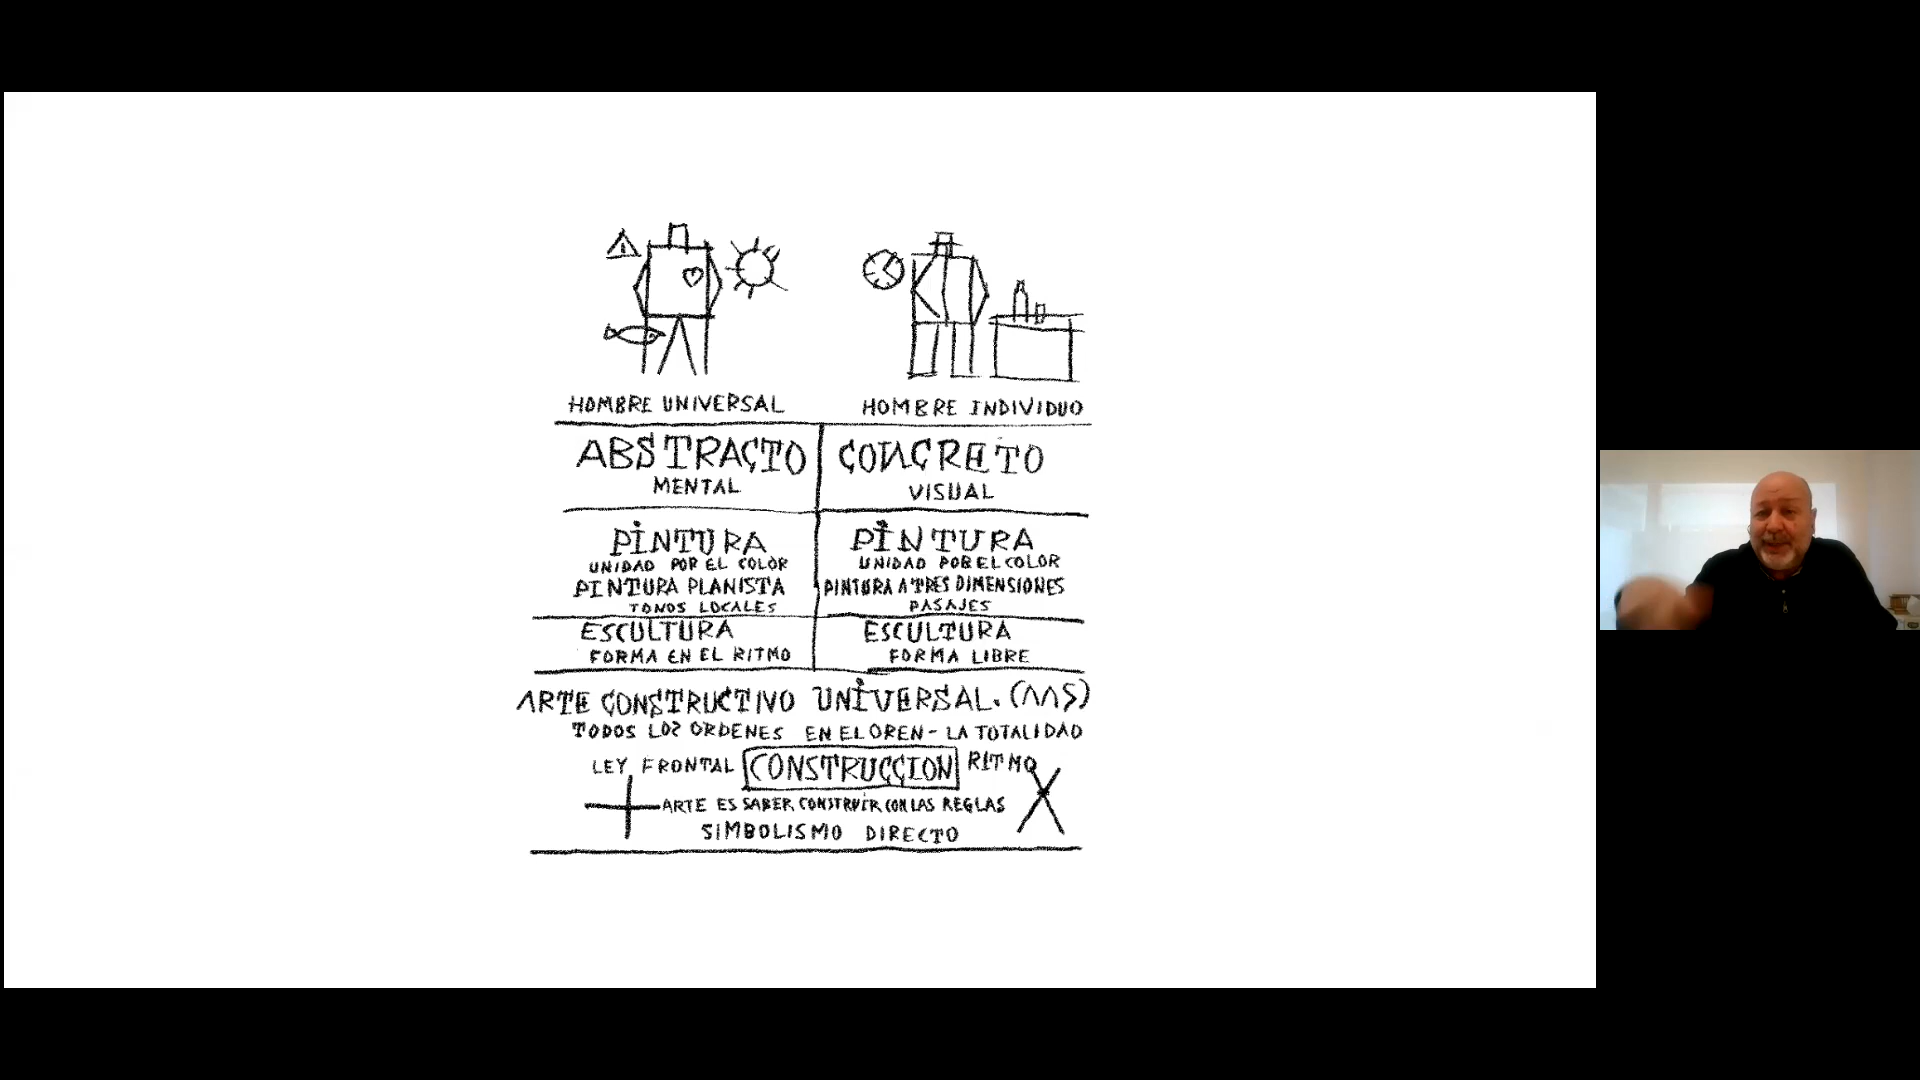 HOMBRE UNIVERSAL
HOMBRE INDIVIDUO
ABSTRACTO
MENTAL
CONCRETO
VISUAL
PINTURA
UNIDAD POR EL COLOR
PINTURA PLANISTA
TONOS LOCALES
PINTURA
UNIDAD POR EL COLOR
PINTURA A TRES DIMENSIONES
PASAJES
ESCULTURA
FORMA EN EL RITMO
ESCULTURA
FORMA LIBRE
ARTE CONSTRUCTIVO UNIVERSAL.
TODOS LOS ORDENES EN EL OREN - LA TOTALIDAD
LEY FRONTAL CONSTRUCCION RITMO
ARTE ES SABER CONSTRUIR CON LAS REGLAS
SIMBOLISMO DIRECTO